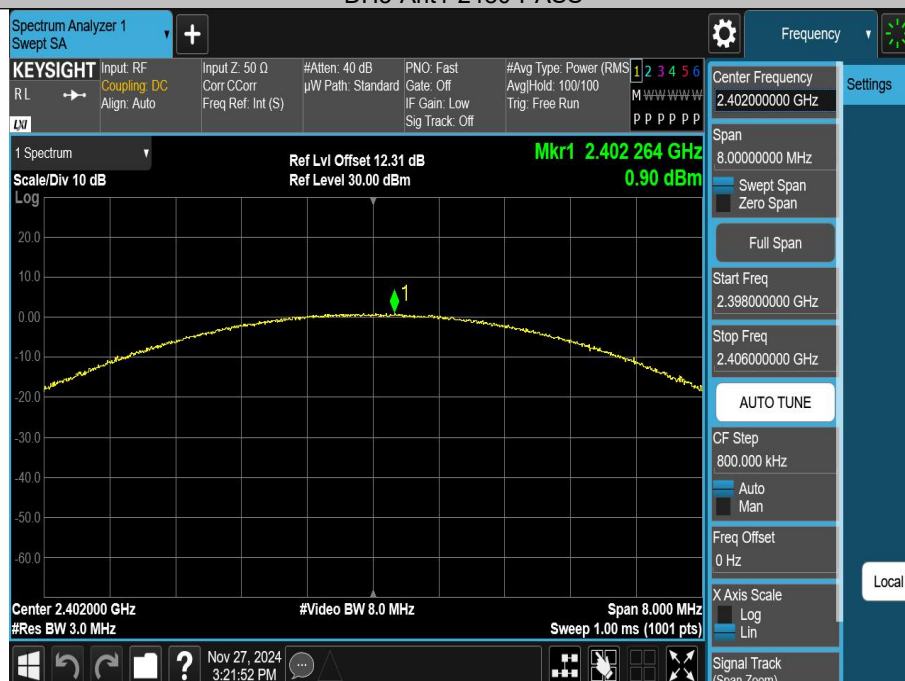 Spectrum Analyzer 1
Swept SA
Frequency
KEYSIGHT
R L
LXI
Input: RF
Coupling: DC
Align: Auto
Input Z: 50 Ω
Corr CCorr
Freq Ref: Int (S)
#Atten: 40 dB
µW Path: Standard
PNO: Fast
Gate: Off
IF Gain: Low
Sig Track: Off
#Avg Type: Power (RMS
Avg|Hold: 100/100
Trig: Free Run
1 2 3 4 5 6
M W W W W W
P P P P P P
Center Frequency
2.402000000 GHz
Settings
1 Spectrum
Scale/Div 10 dB
Log
Ref Lvl Offset 12.31 dB
Ref Level 30.00 dBm
Mkr1 2.402 264 GHz
0.90 dBm
Span
8.00000000 MHz
Swept Span
Zero Span
Full Span
Start Freq
2.398000000 GHz
Stop Freq
2.406000000 GHz
AUTO TUNE
CF Step
800.000 kHz
Auto
Man
Freq Offset
0 Hz
X Axis Scale
Log
Lin
Signal Track
(Span Zoom)
Local
20.0
10.0
1
0.00
-10.0
-20.0
-30.0
-40.0
-50.0
-60.0
Center 2.402000 GHz
#Res BW 3.0 MHz
#Video BW 8.0 MHz
Span 8.000 MHz
Sweep 1.00 ms (1001 pts)
?
Nov 27, 2024
3:21:52 PM